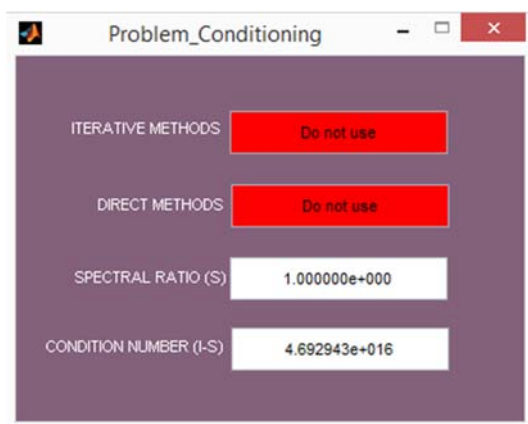 Problem_Conditioning
ITERATIVE METHODS Do not use
DIRECT METHODS Do not use
SPECTRAL RATIO (S) 1.000000e+000
CONDITION NUMBER (I-S) 4.692943e+016